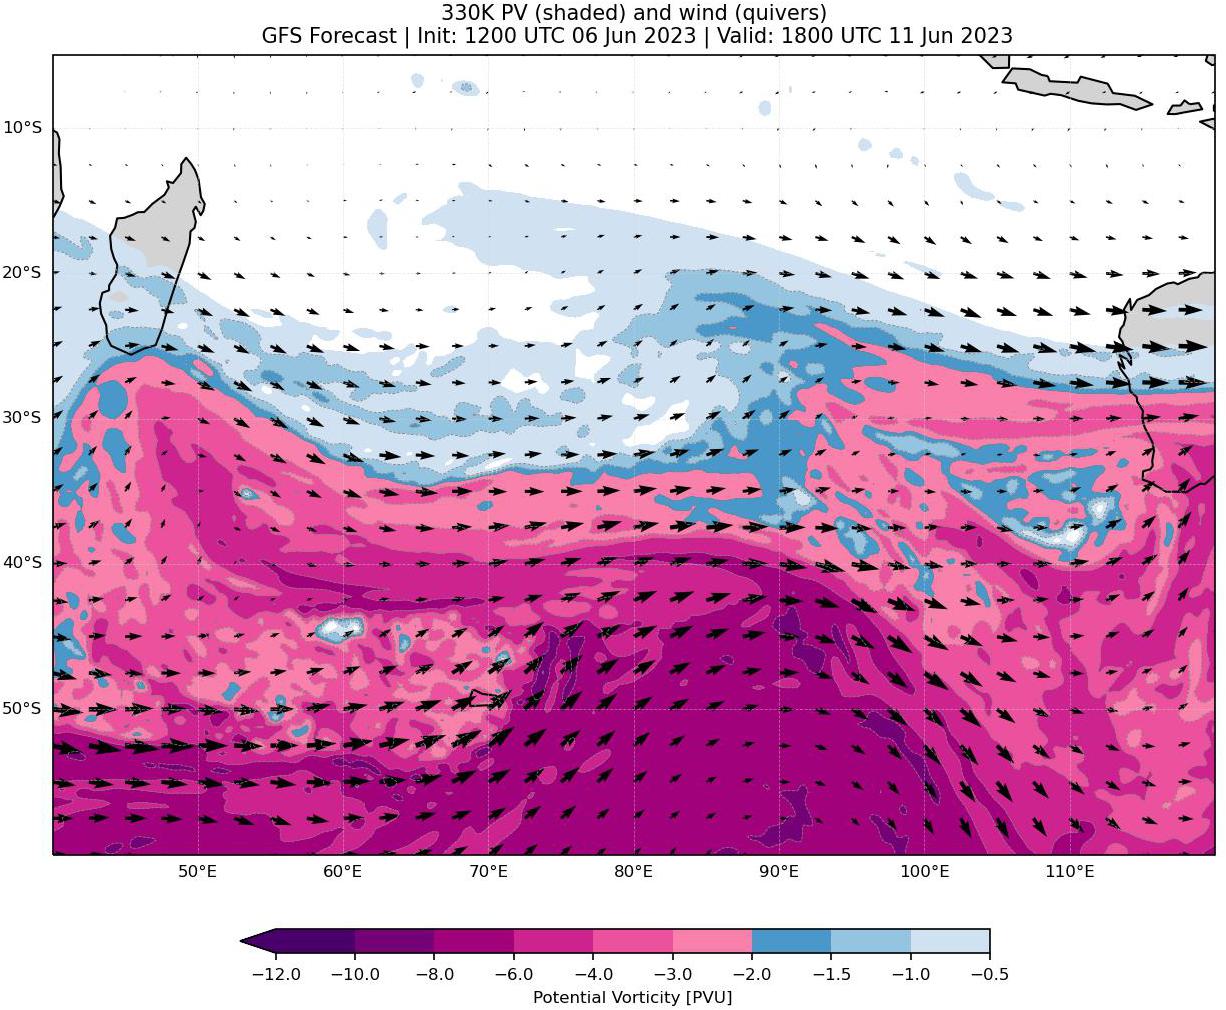 330K PV (shaded) and wind (quivers)
GFS Forecast | Init: 1200 UTC 06 Jun 2023 | Valid: 1800 UTC 11 Jun 2023
10°S
20°S
30°S
40°S
50°S
50°E 60°E 70°E 80°E 90°E 100°E 110°E
−12.0 −10.0 −8.0 −6.0 −4.0 −3.0 −2.0 −1.5 −1.0 −0.5
Potential Vorticity [PVU]